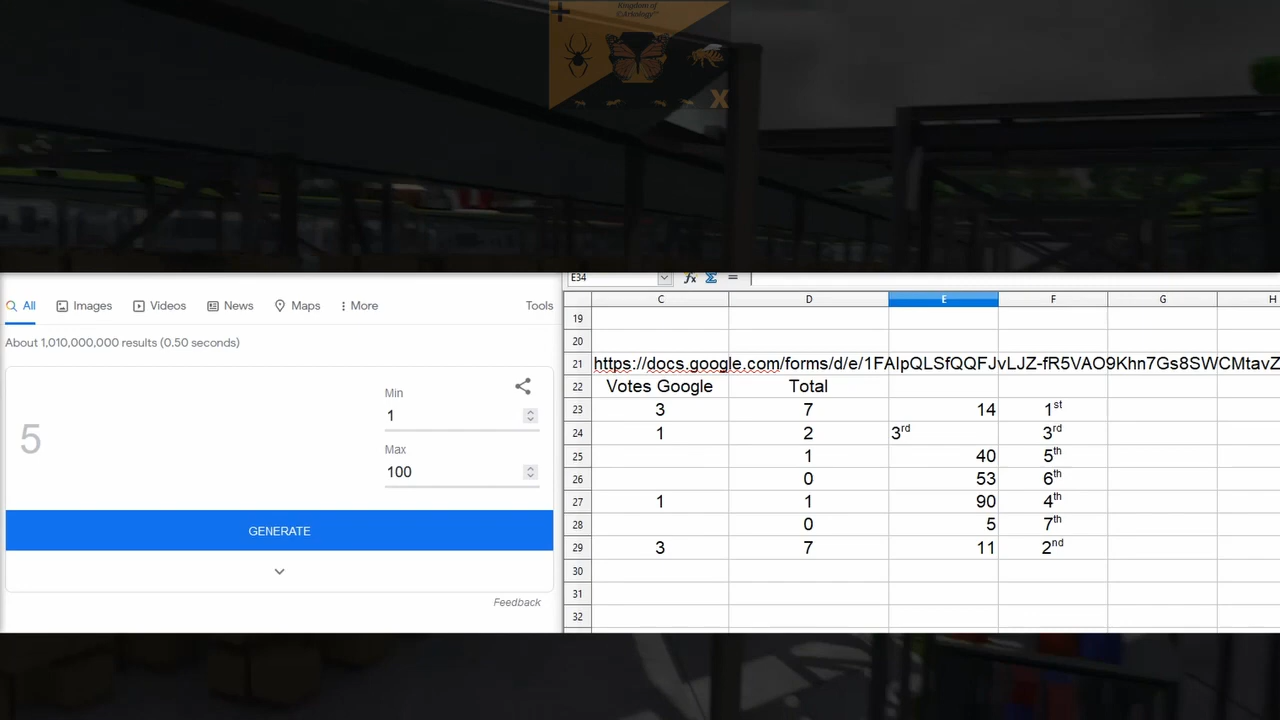 Kingdom of
©Arkiology™
X
All Images Videos News Maps More Tools
About 1,010,000,000 results (0.50 seconds)
5
Min
1
Max
100
GENERATE
Feedback
E34 fx Σ =
C D E F G H
19
20
21 https://docs.google.com/forms/d/e/1FAIpQLSfQQFJvLJZ-fR5VAO9Khn7Gs8SWCMtavZ
22 Votes Google Total
23 3 7 14 1st
24 1 2 3rd 3rd
25 1 40 5th
26 0 53 6th
27 1 1 90 4th
28 0 5 7th
29 3 7 11 2nd
30
31
32